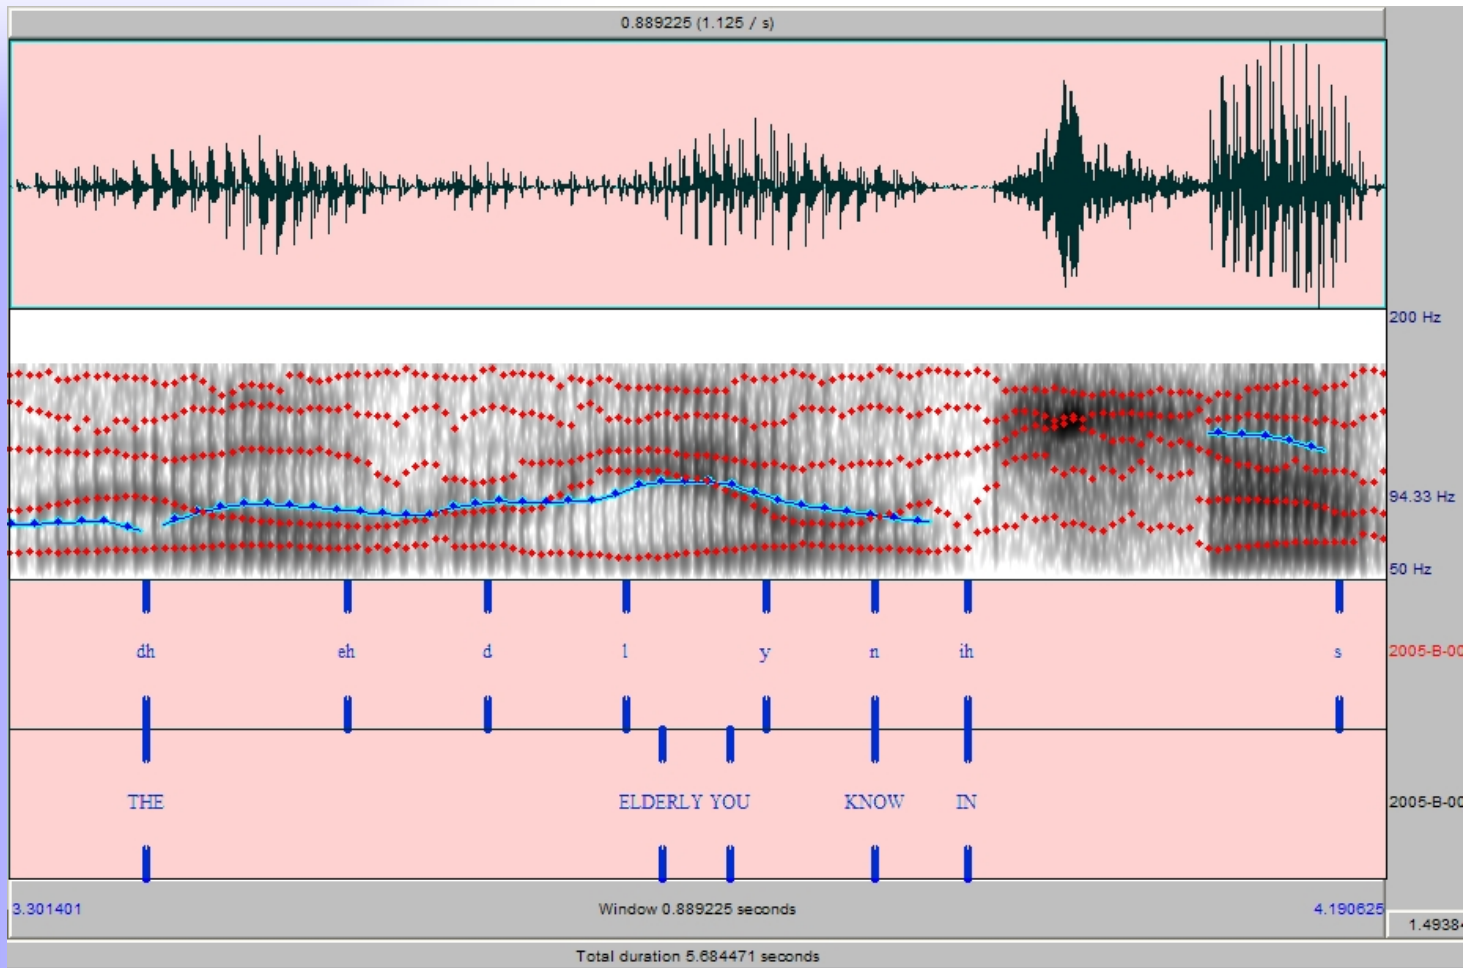 0.889225 (1.125 / s)
200 Hz
94.33 Hz
50 Hz
dh eh d l y n ih s 2005-B-00
THE ELDERLY YOU KNOW IN 2005-B-00
3.301401 Window 0.889225 seconds 4.190625 1.49384
Total duration 5.684471 seconds